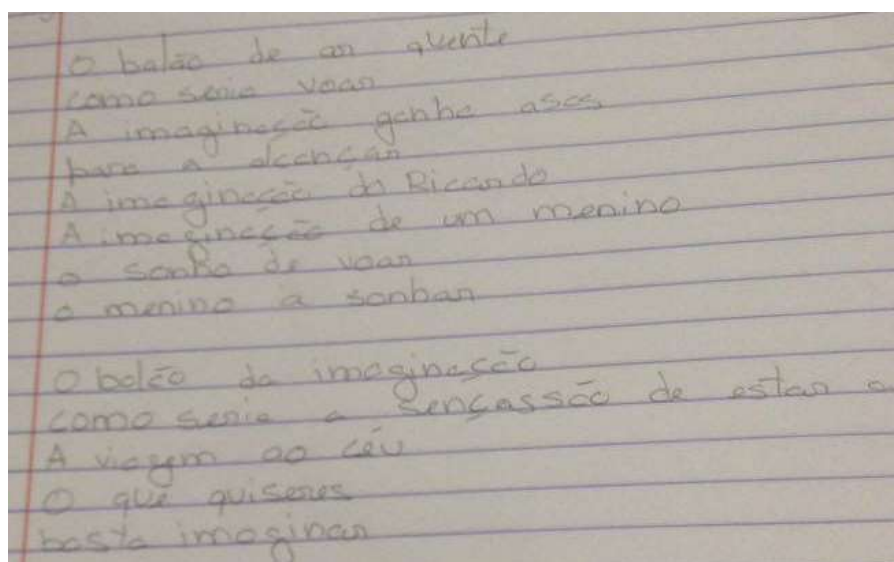 O balão de ar quente
como seria voar
A imaginação ganha asas
para a alcançar
A imaginação do Ricardo
A imaginação de um menino
o sonho de voar
o menino a sonhar
O balão da imaginação
como seria a sençassão de estar a
A viagem ao céu
O que quiseres
basta imaginar